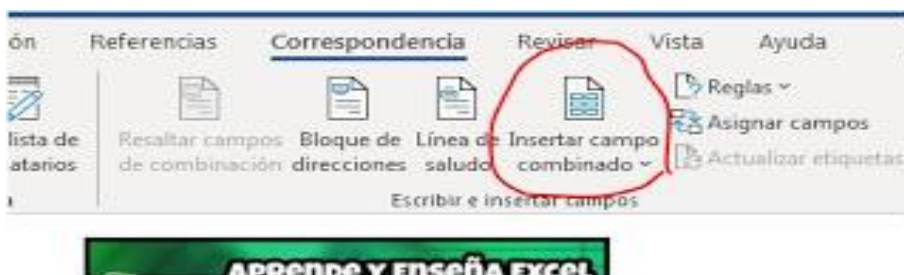 ón Referencias Correspondencia Revisar Vista Ayuda
lista de
atarios
Resaltar campos
de combinación
Bloque de
direcciones
Línea de
saludo
Insertar campo
combinado
Reglas
Asignar campos
Actualizar etiquetas
Escribir e insertar campos
APRENDE Y ENSEÑA EXCEL